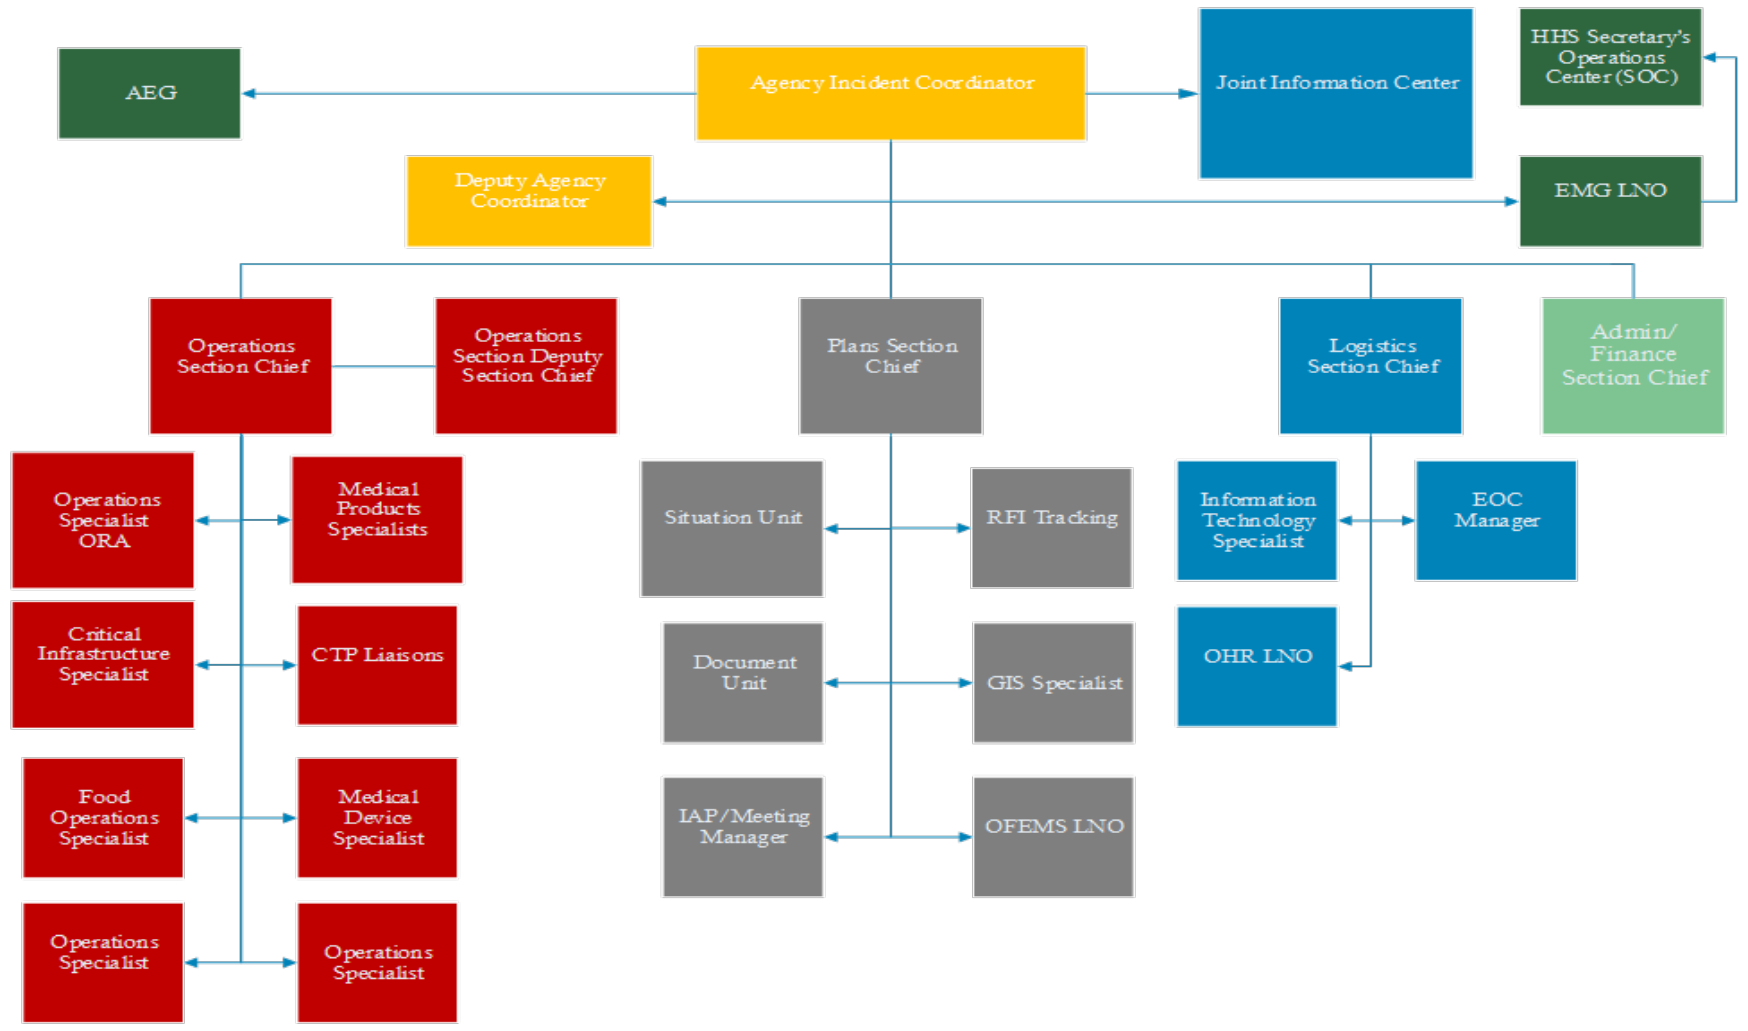 AEG
Agency Incident Coordinator
Joint Information Center
HHS Secretary's
Operations
Center (SOC)
Deputy Agency
Coordinator
EMG LNO
Operations
Section Chief
Operations
Section Deputy
Section Chief
Plans Section
Chief
Logistics
Section Chief
Admin/
Finance
Section Chief
Operations
Specialist
ORA
Medical
Products
Specialists
Situation Unit
RFI Tracking
Information
Technology
Specialist
EOC
Manager
Critical
Infrastructure
Specialist
CTP Liaisons
Document
Unit
GIS Specialist
OHR LNO
Food
Operations
Specialist
Medical
Device
Specialist
IAP/Meeting
Manager
OFEMS LNO
Operations
Specialist
Operations
Specialist